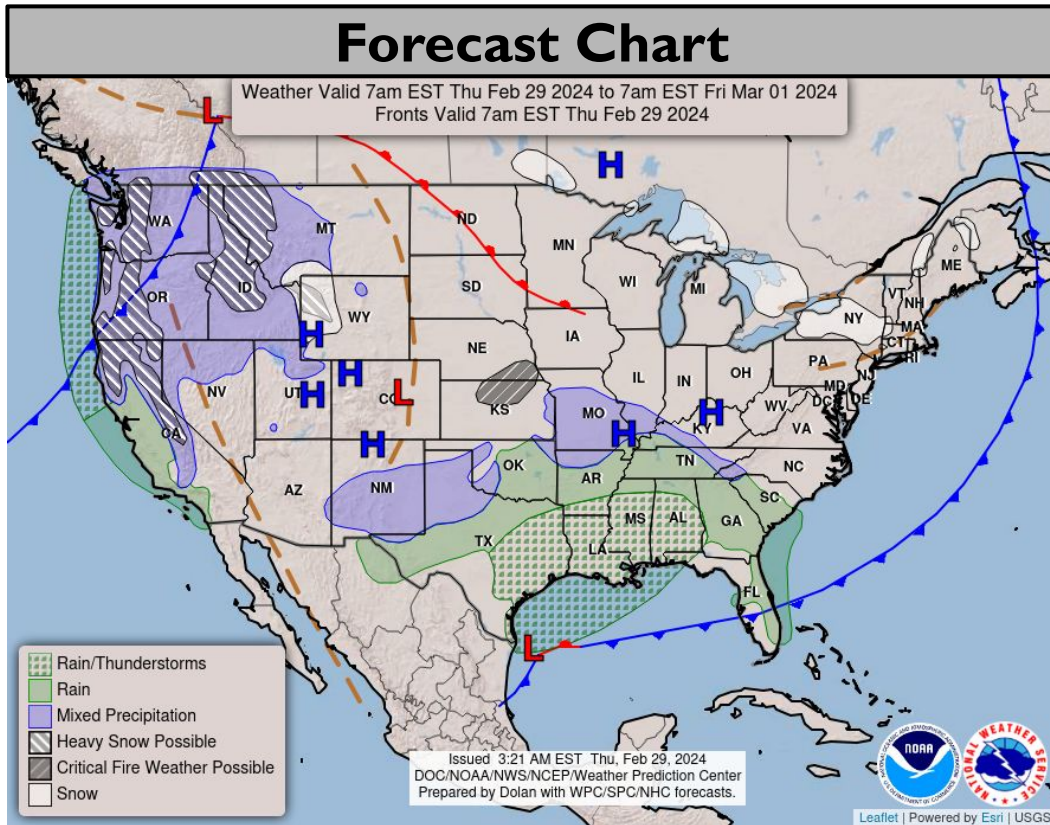 Forecast Chart
Weather Valid 7am EST Thu Feb 29 2024 to 7am EST Fri Mar 01 2024
Fronts Valid 7am EST Thu Feb 29 2024
L
H
WA
MT
ND
MN
ME
OR
ID
SD
WI
MI
VT
NH
WY
NY
MA
H
IA
CT
RI
NE
PA
H
L
NJ
NV
UT
H
CO
IL
IN
OH
MD
DE
DC
KS
MO
H
WV
CA
H
KY
VA
H
OK
TN
NC
AZ
NM
AR
SC
TX
MS
AL
GA
LA
FL
L
Rain/Thunderstorms
Rain
Mixed Precipitation
Heavy Snow Possible
Critical Fire Weather Possible
Snow
Issued 3:21 AM EST Thu, Feb 29, 2024
DOC/NOAA/NWS/NCEP/Weather Prediction Center
Prepared by Dolan with WPC/SPC/NHC forecasts.
NOAA
NATIONAL WEATHER SERVICE
Leaflet | Powered by Esri | USGS